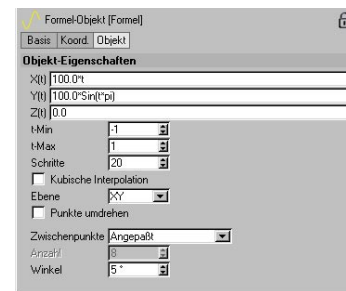 Formel-Objekt [Formel]
Basis Koord. Objekt
Objekt-Eigenschaften
X(t) 100.0*t
Y(t) 100.0*Sin(t*pi)
Z(t) 0.0
t-Min -1
t-Max 1
Schritte 20
Kubische Interpolation
Ebene XY
Punkte umdrehen
Zwischenpunkte Angepaßt
Anzahl 8
Winkel 5 °